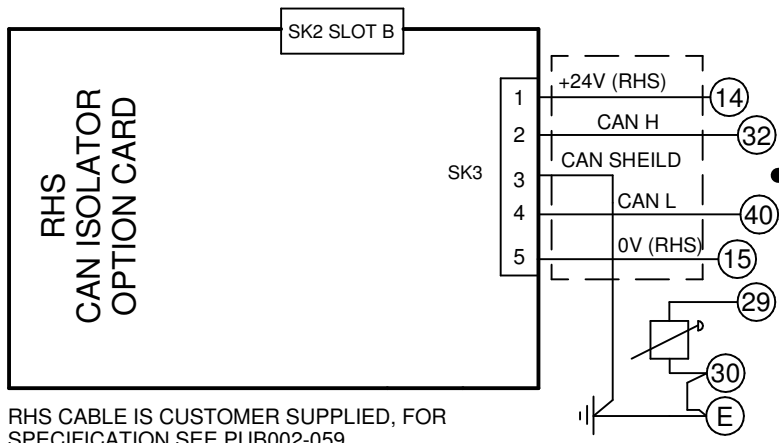 SK2 SLOT B
RHS
CAN ISOLATOR
OPTION CARD
SK3
1
+24V (RHS)
14
2
CAN H
32
3
CAN SHEILD
4
CAN L
40
5
0V (RHS)
15
29
30
E
RHS CABLE IS CUSTOMER SUPPLIED, FOR
SPECIFICATION SEE PUB002-059